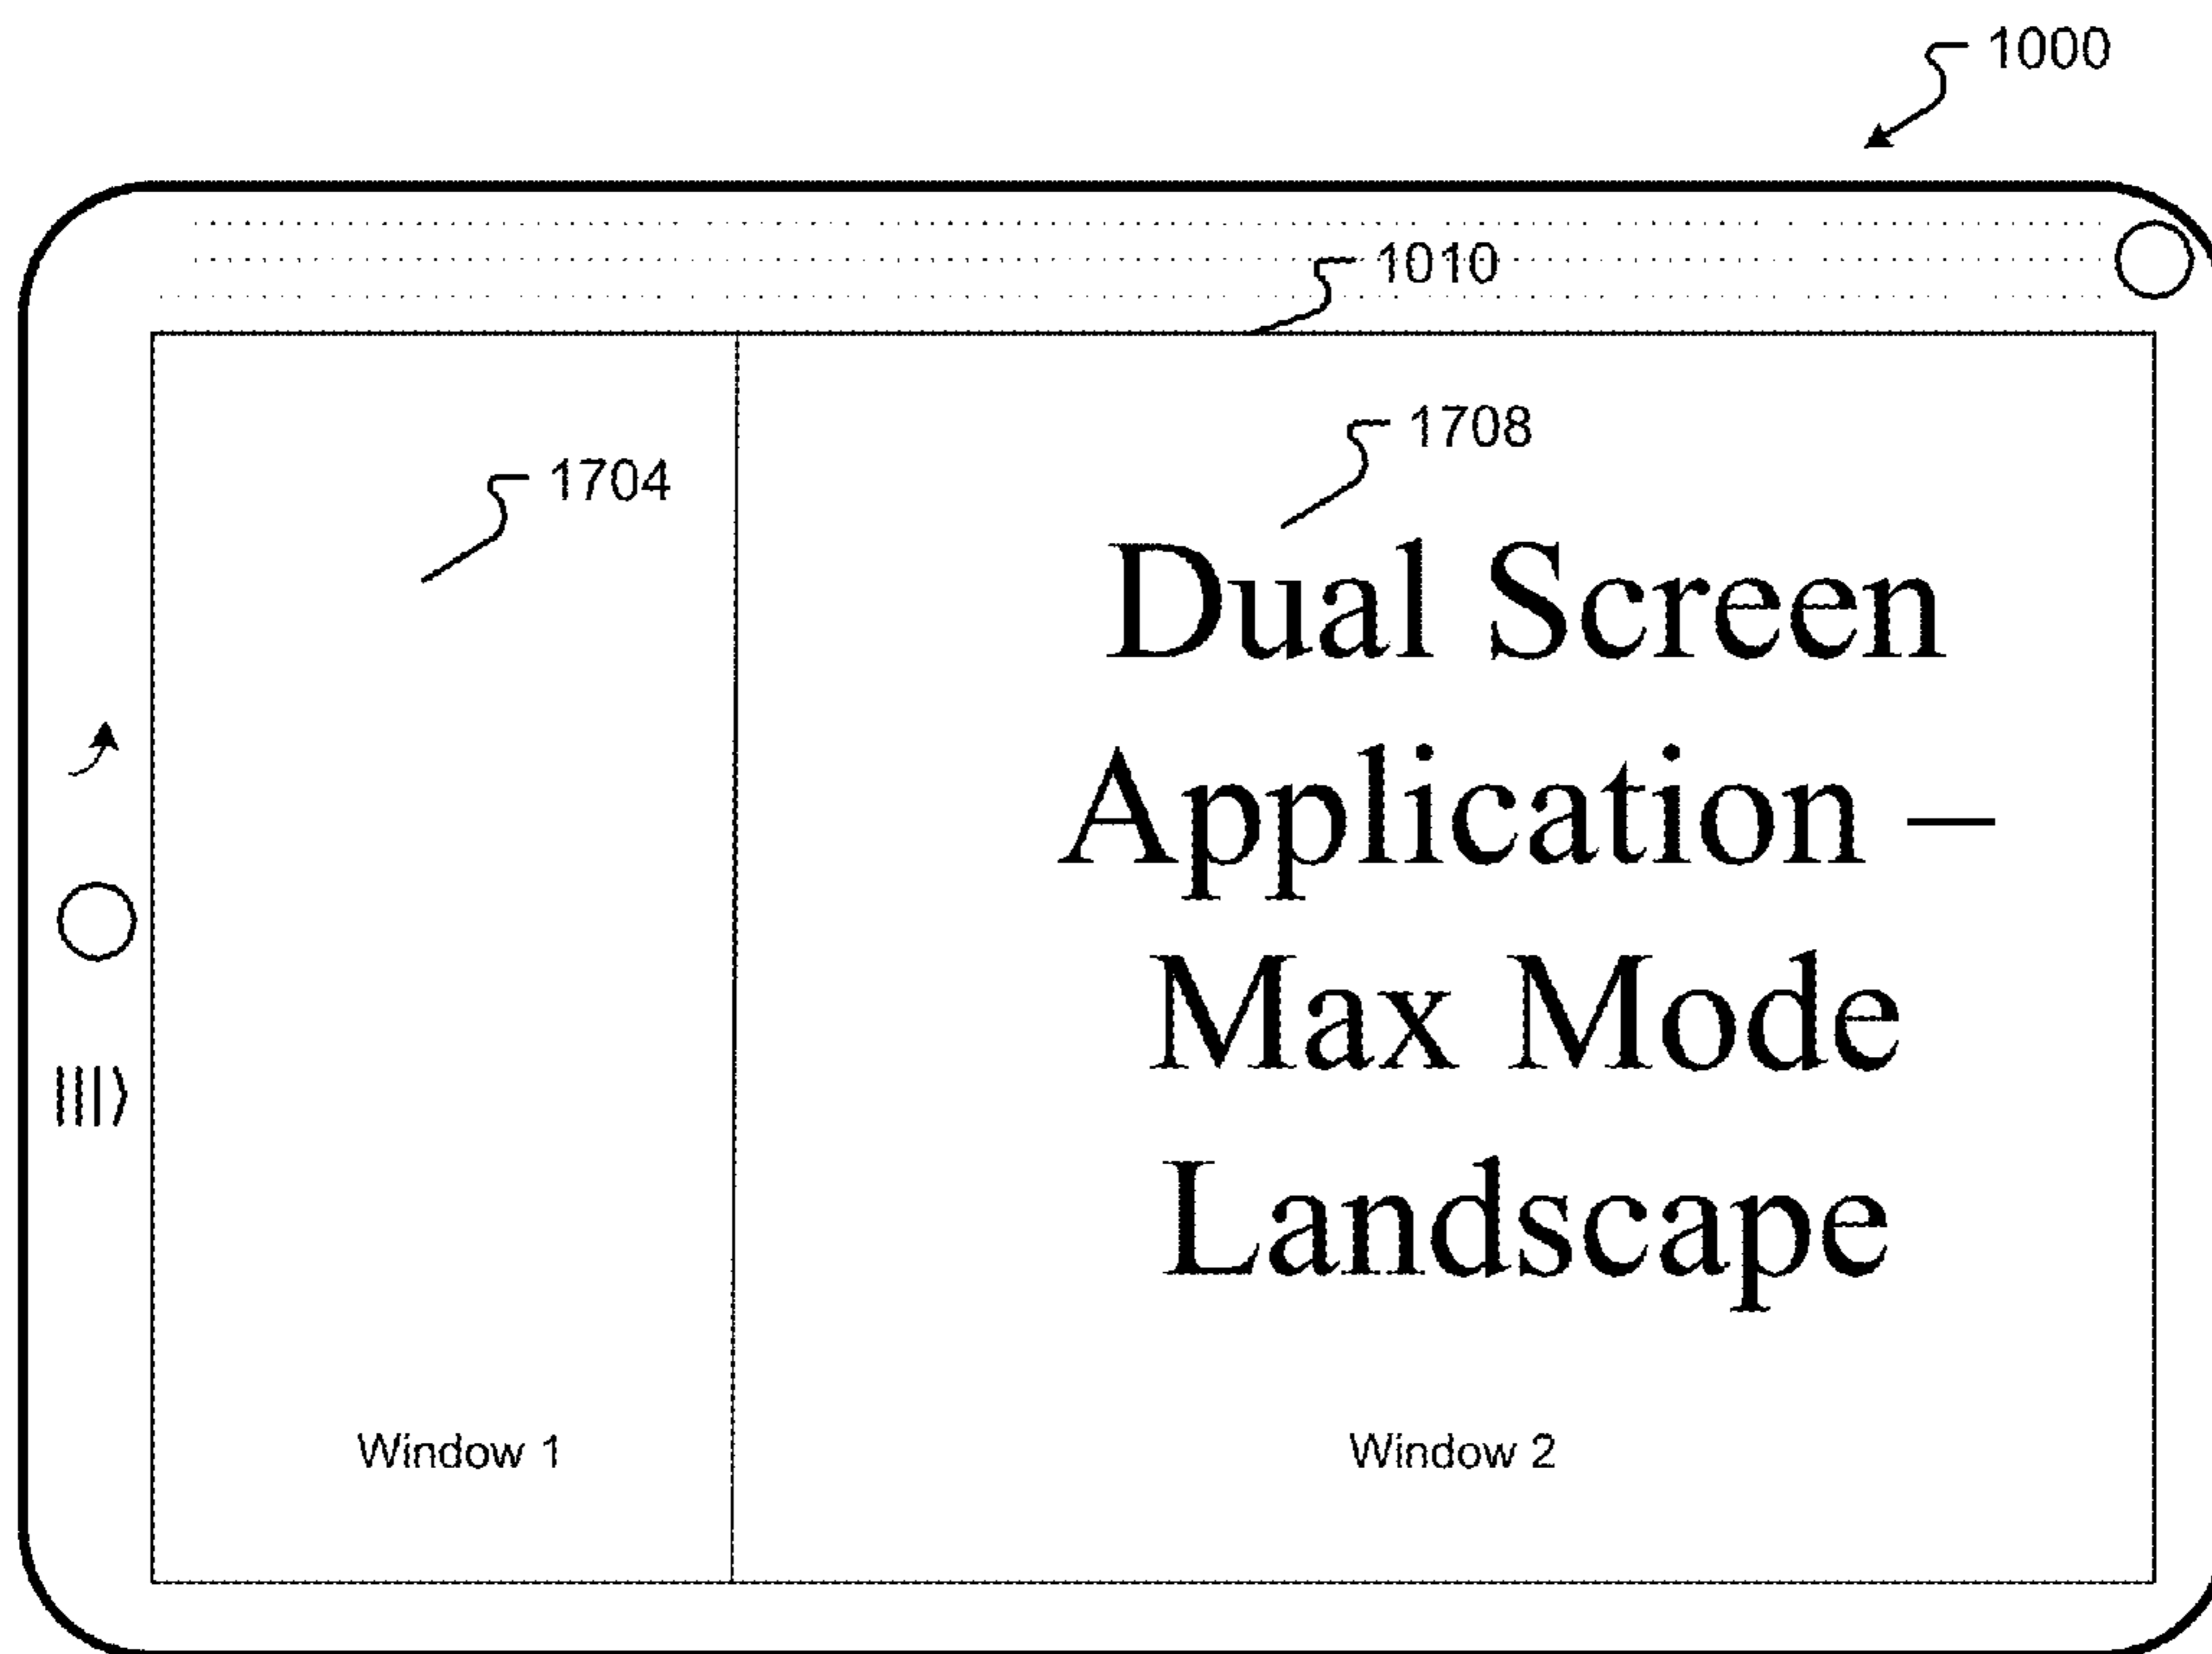 1000
1010
1708
1704
Dual Screen
Application –
Max Mode
Landscape
Window 1
Window 2